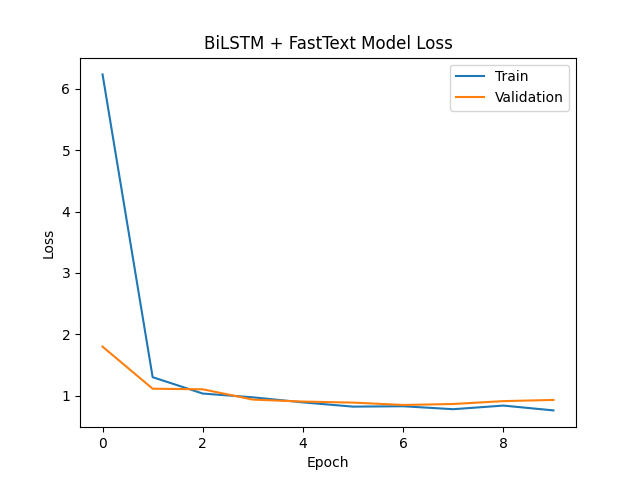 BiLSTM + FastText Model Loss
Train
Validation
6
5
4
3
2
1
Loss
0 2 4 6 8
Epoch